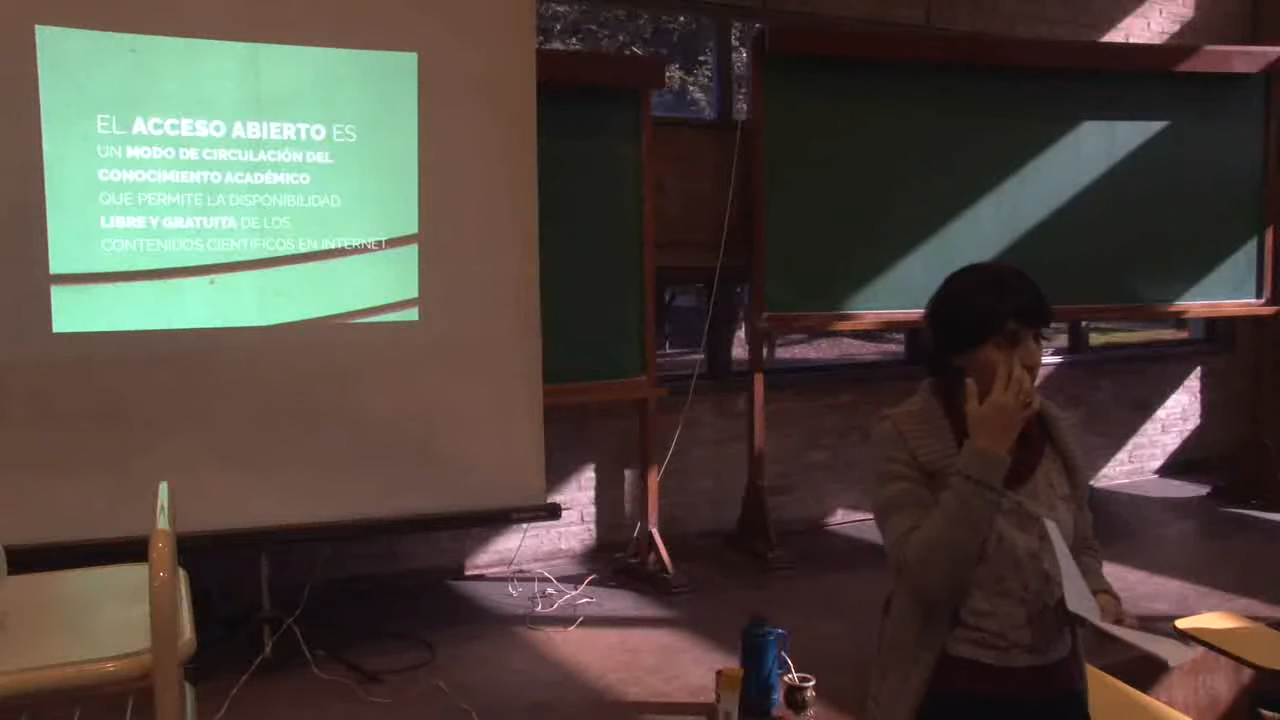 EL ACCESO ABIERTO ES
UN MODO DE CIRCULACIÓN DEL
CONOCIMIENTO ACADÉMICO
QUE PERMITE LA DISPONIBILIDAD
LIBRE Y GRATUITA DE LOS
CONTENIDOS CIENTÍFICOS EN INTERNET.